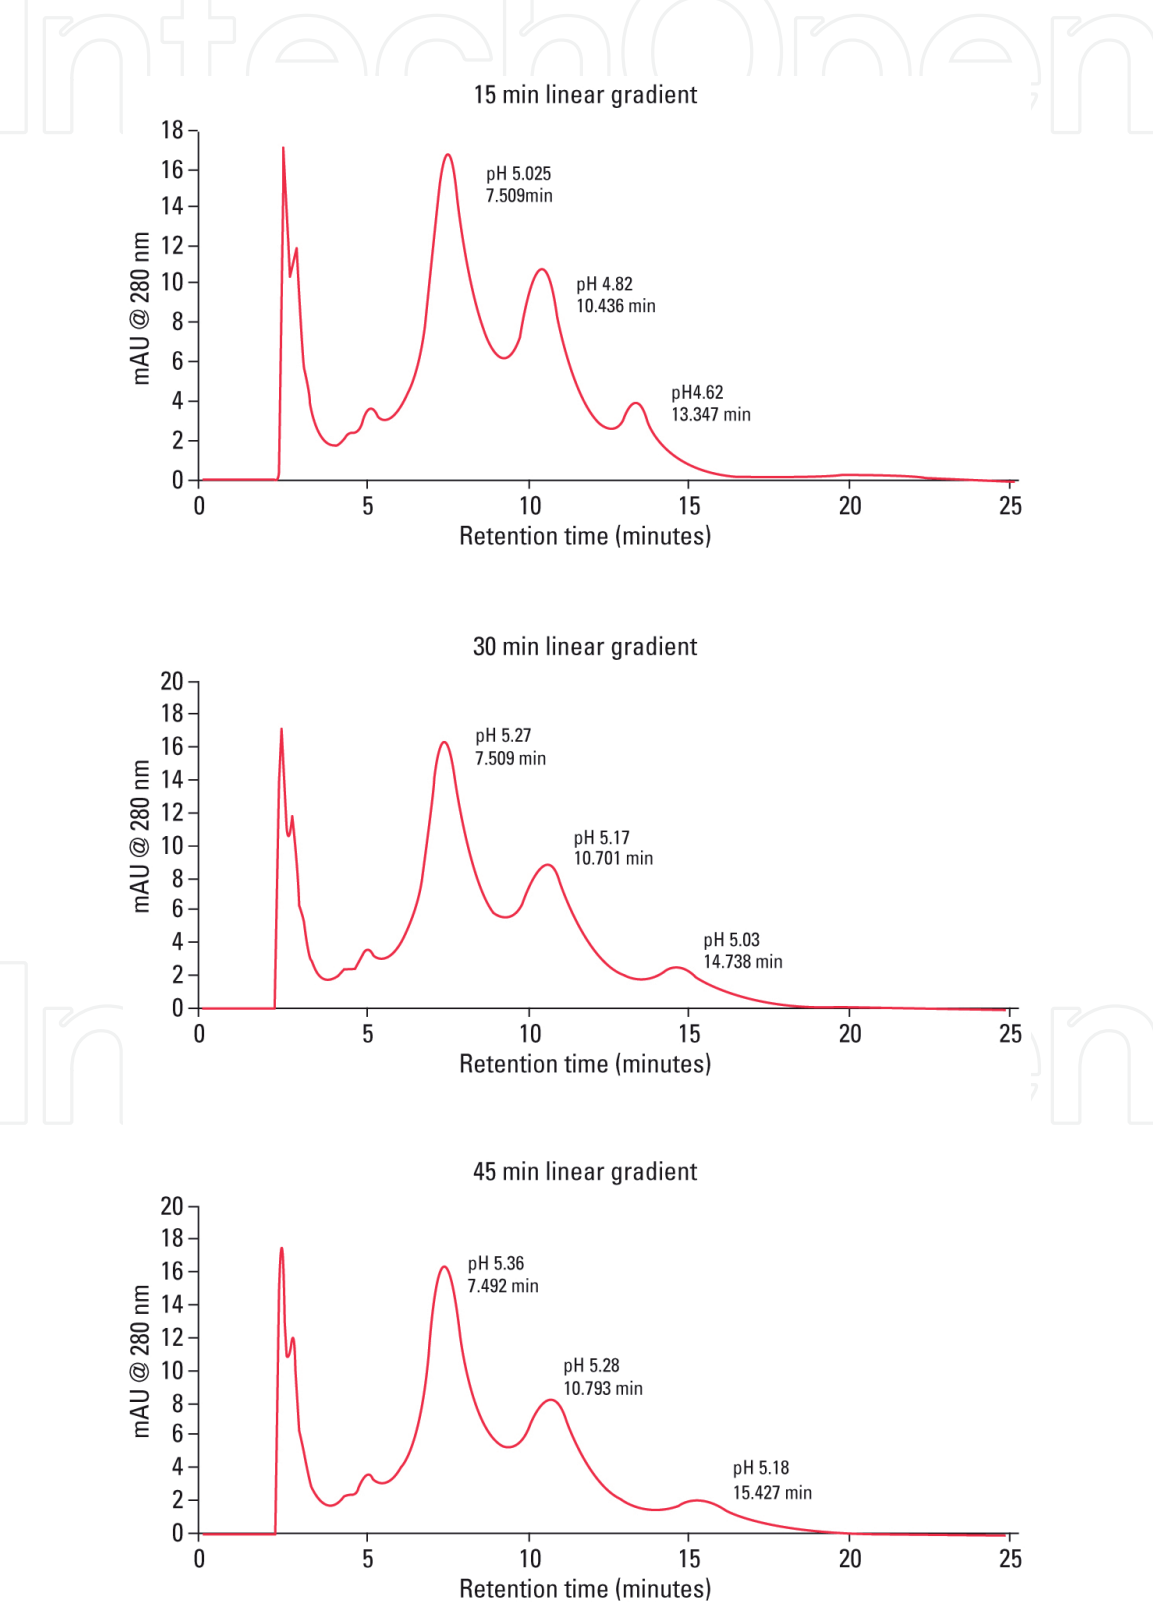 IntechOpen
15 min linear gradient
18
16
14
12
10
8
6
4
2
0
mAU @ 280 nm
pH 5.025
7.509min
pH 4.82
10.436 min
pH4.62
13.347 min
0 5 10 15 20 25
Retention time (minutes)
30 min linear gradient
20
18
16
14
12
10
8
6
4
2
0
mAU @ 280 nm
pH 5.27
7.509 min
pH 5.17
10.701 min
pH 5.03
14.738 min
0 5 10 15 20 25
Retention time (minutes)
45 min linear gradient
20
18
16
14
12
10
8
6
4
2
0
mAU @ 280 nm
pH 5.36
7.492 min
pH 5.28
10.793 min
pH 5.18
15.427 min
0 5 10 15 20 25
Retention time (minutes)